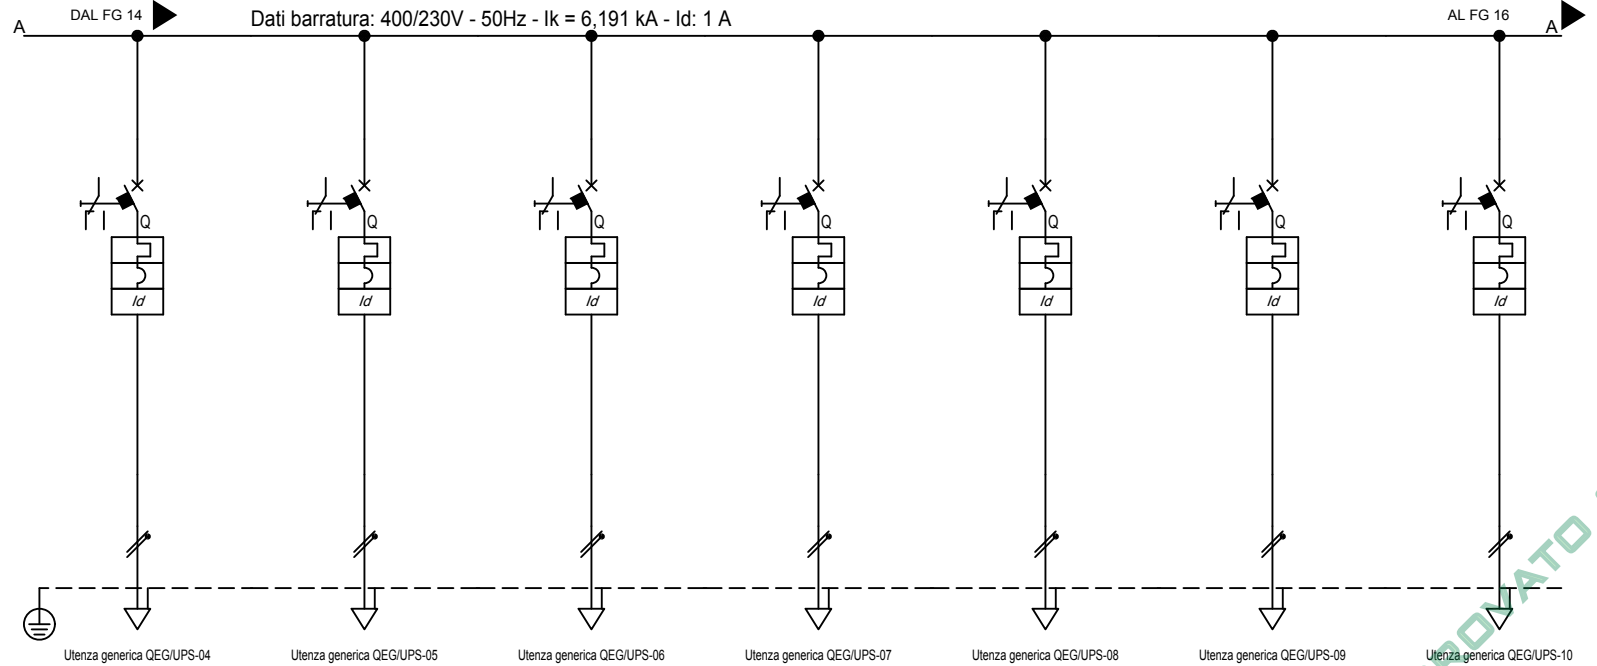 DAL FG 14
Dati barratura: 400/230V - 50Hz - Ik = 6,191 kA - Id: 1 A
AL FG 16
A
A
Q
Q
Q
Q
Q
Q
Q
Id
Id
Id
Id
Id
Id
Id
Utenza generica QEG/UPS-04
Utenza generica QEG/UPS-05
Utenza generica QEG/UPS-06
Utenza generica QEG/UPS-07
Utenza generica QEG/UPS-08
Utenza generica QEG/UPS-09
Utenza generica QEG/UPS-10